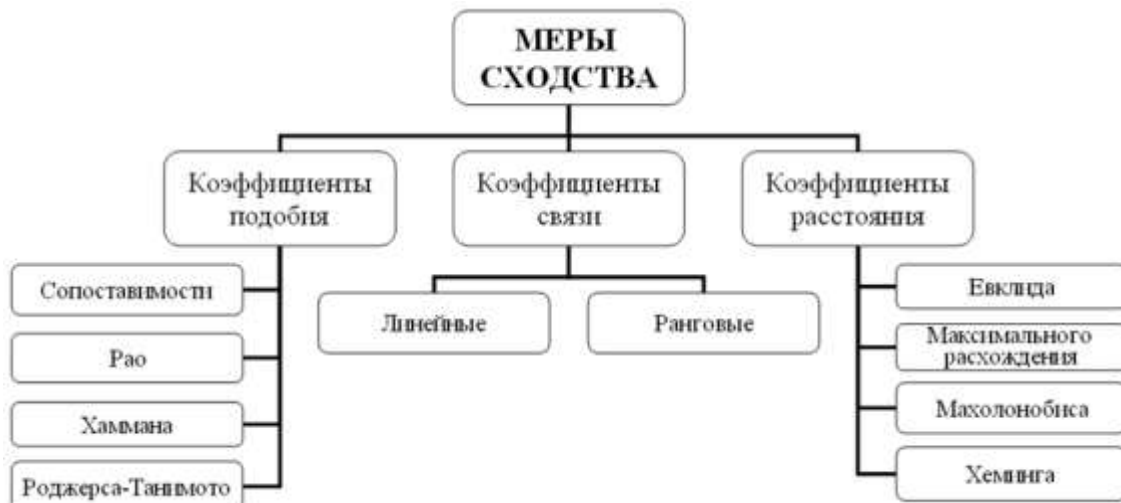 МЕРЫ
СХОДСТВА
Коэффициенты
подобия
Коэффициенты
связи
Коэффициенты
расстояния
Сопоставимости
Рао
Хаммана
Роджерса-Танимото
Линейные
Ранговые
Евклида
Максимального
расхождения
Махолонобиса
Хеминга